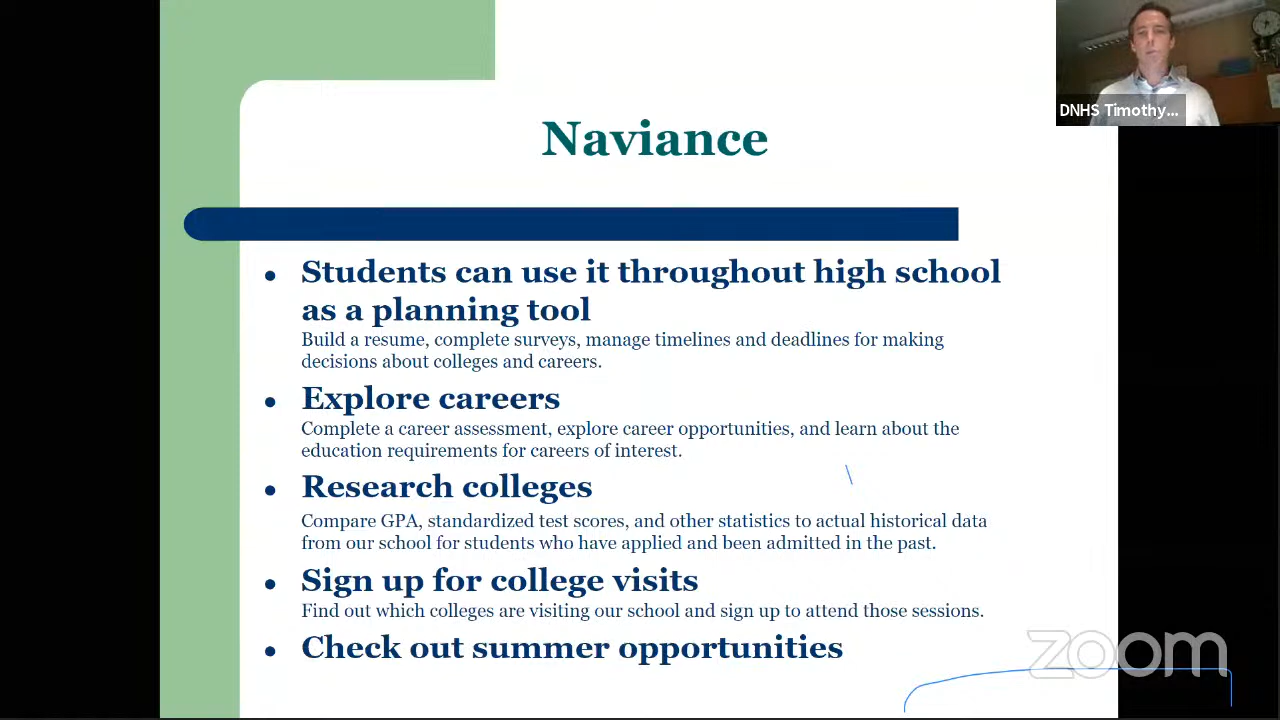 DNHS Timothy...
Naviance
• Students can use it throughout high school
as a planning tool
Build a resume, complete surveys, manage timelines and deadlines for making
decisions about colleges and careers.
• Explore careers
Complete a career assessment, explore career opportunities, and learn about the
education requirements for careers of interest.
• Research colleges
Compare GPA, standardized test scores, and other statistics to actual historical data
from our school for students who have applied and been admitted in the past.
• Sign up for college visits
Find out which colleges are visiting our school and sign up to attend those sessions.
• Check out summer opportunities
zoom